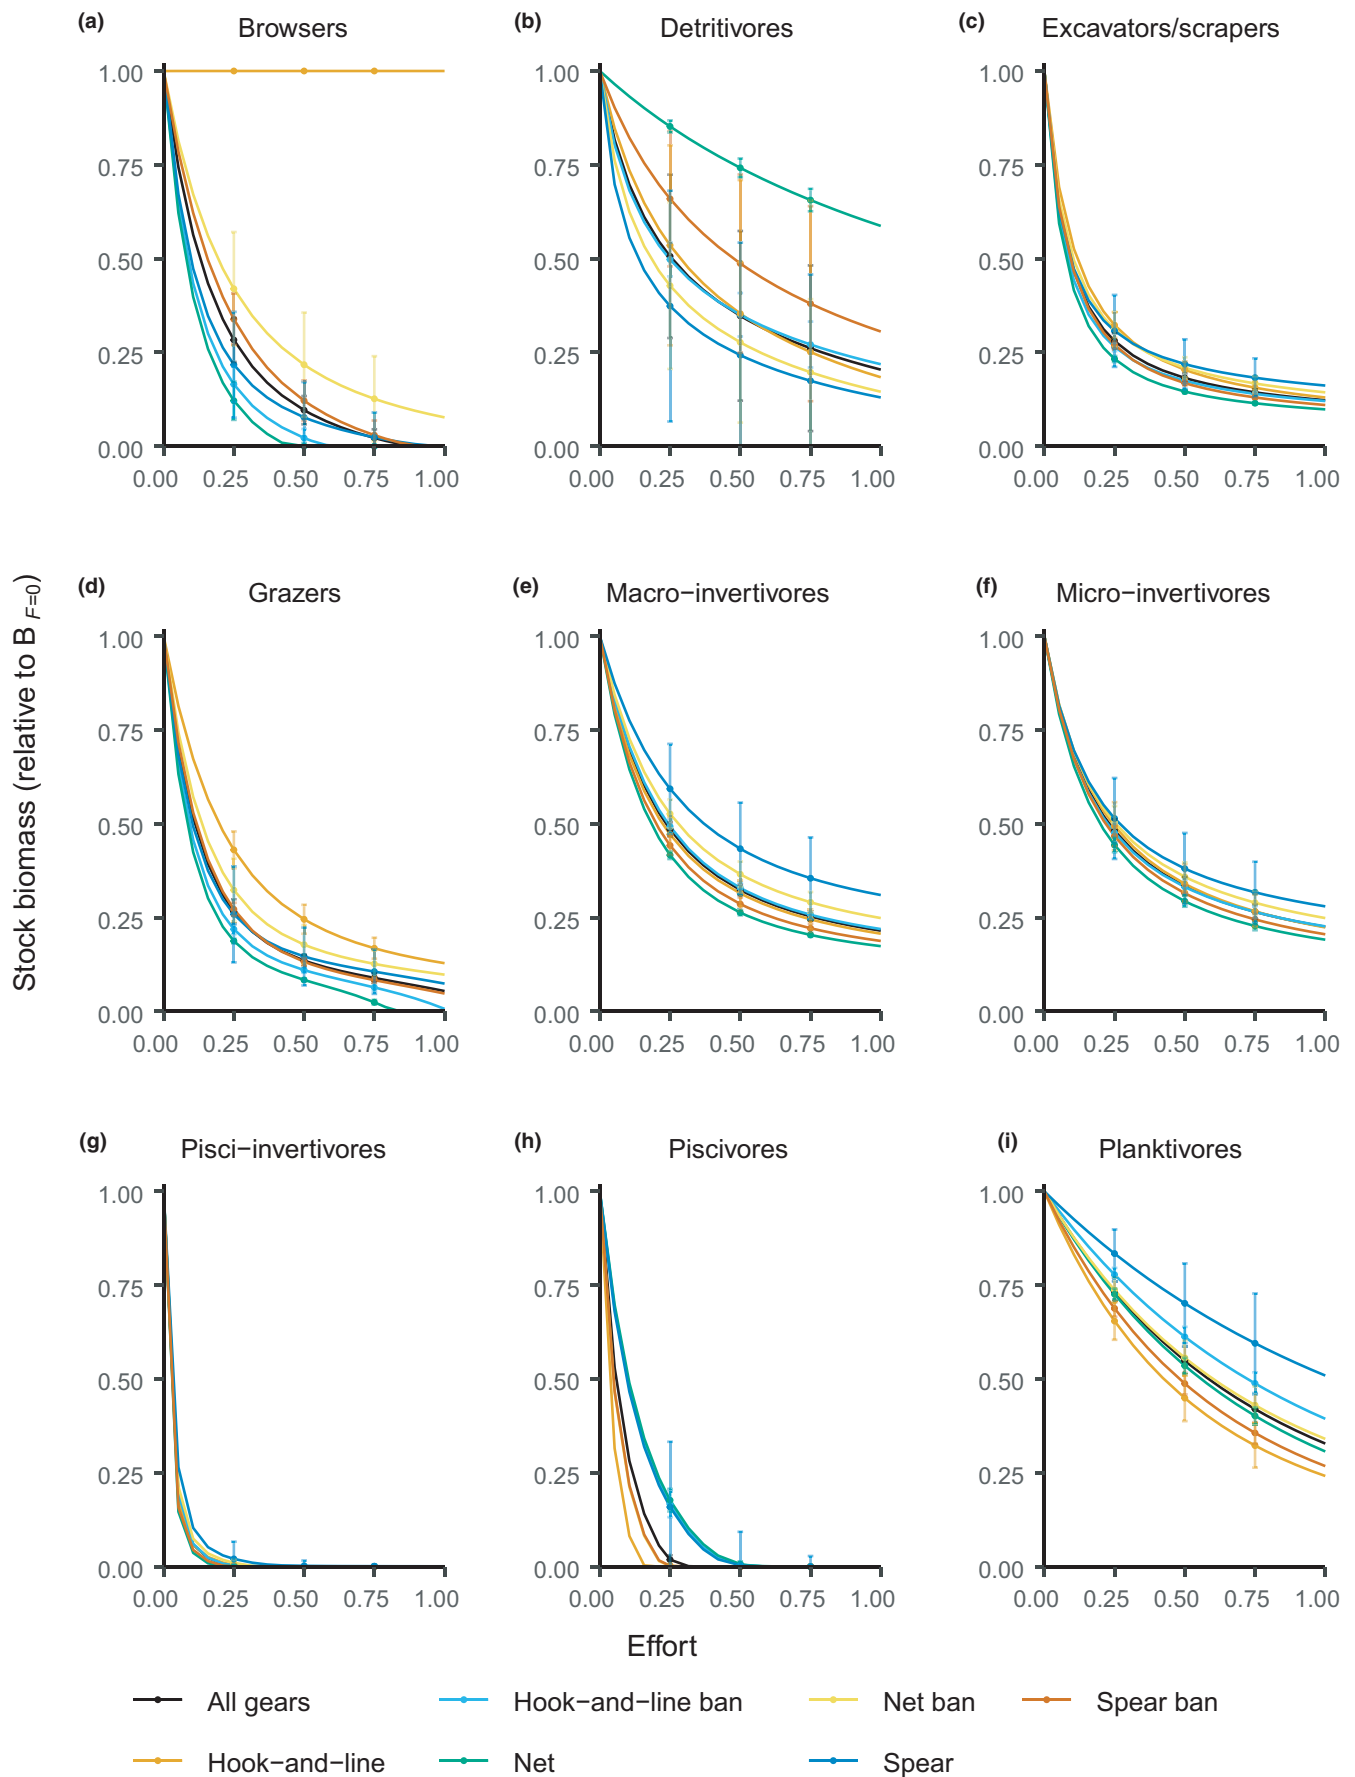 (a) Browsers
(b) Detritivores
(c) Excavators/scrapers
1.00 1.00 1.00
0.75 0.75 0.75
0.50 0.50 0.50
0.25 0.25 0.25
0.00 0.00 0.00
0.00 0.25 0.50 0.75 1.00 0.00 0.25 0.50 0.75 1.00 0.00 0.25 0.50 0.75 1.00
Stock biomass (relative to B F=0)
(d) Grazers
(e) Macro−invertivores
(f) Micro−invertivores
1.00 1.00 1.00
0.75 0.75 0.75
0.50 0.50 0.50
0.25 0.25 0.25
0.00 0.00 0.00
0.00 0.25 0.50 0.75 1.00 0.00 0.25 0.50 0.75 1.00 0.00 0.25 0.50 0.75 1.00
(g) Pisci−invertivores
(h) Piscivores
(i) Planktivores
1.00 1.00 1.00
0.75 0.75 0.75
0.50 0.50 0.50
0.25 0.25 0.25
0.00 0.00 0.00
0.00 0.25 0.50 0.75 1.00 0.00 0.25 0.50 0.75 1.00 0.00 0.25 0.50 0.75 1.00
Effort
All gears Hook−and−line ban Net ban Spear ban
Hook−and−line Net Spear